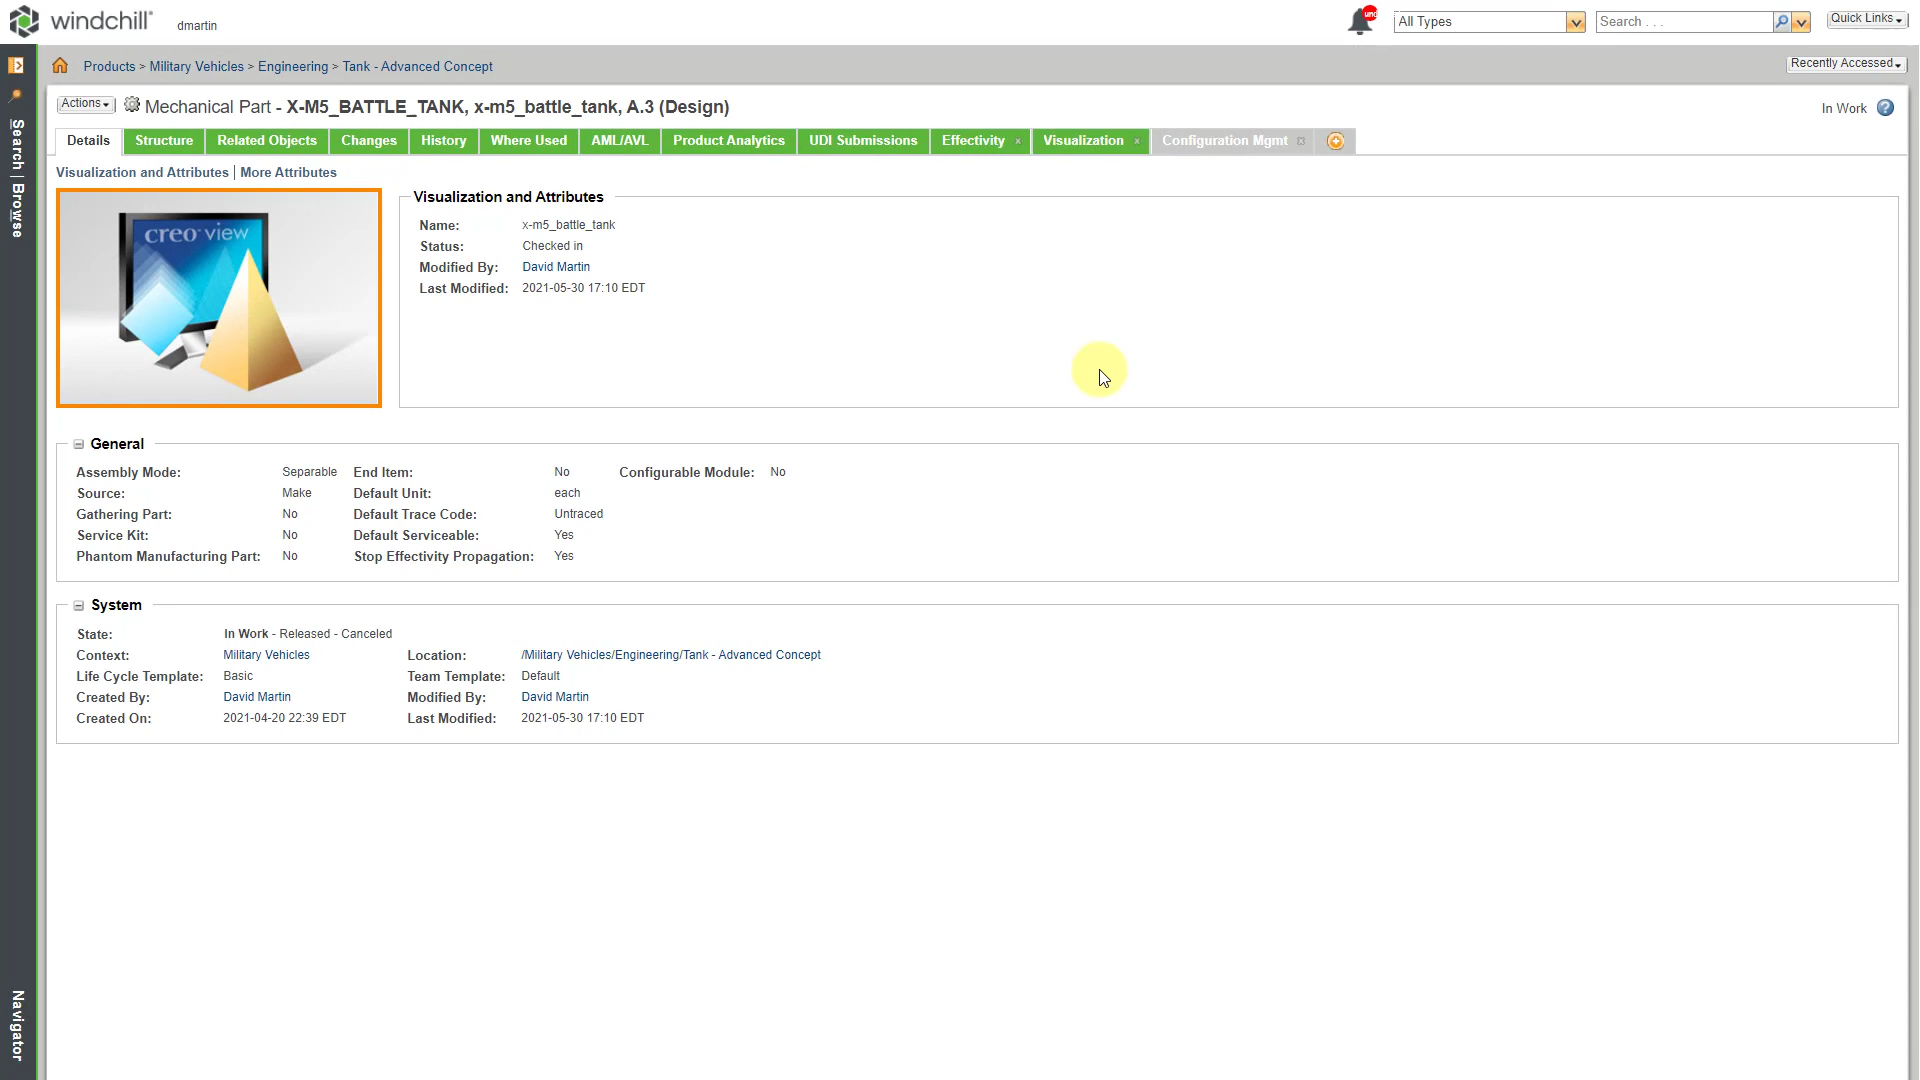 windchill
dmartin
All Types
Search . . .
Quick Links
Products > Military Vehicles > Engineering > Tank - Advanced Concept
Recently Accessed
Actions
Mechanical Part - X-M5_BATTLE_TANK, x-m5_battle_tank, A.3 (Design)
In Work
Details
Structure
Related Objects
Changes
History
Where Used
AML/AVL
Product Analytics
UDI Submissions
Effectivity
Visualization
Configuration Mgmt
Search | Browse
Visualization and Attributes | More Attributes
creo view
Visualization and Attributes
Name: x-m5_battle_tank
Status: Checked in
Modified By: David Martin
Last Modified: 2021-05-30 17:10 EDT
General
Assembly Mode: Separable End Item: No Configurable Module: No
Source: Make Default Unit: each
Gathering Part: No Default Trace Code: Untraced
Service Kit: No Default Serviceable: Yes
Phantom Manufacturing Part: No Stop Effectivity Propagation: Yes
System
State: In Work - Released - Canceled
Context: Military Vehicles Location: /Military Vehicles/Engineering/Tank - Advanced Concept
Life Cycle Template: Basic Team Template: Default
Created By: David Martin Modified By: David Martin
Created On: 2021-04-20 22:39 EDT Last Modified: 2021-05-30 17:10 EDT
Navigator